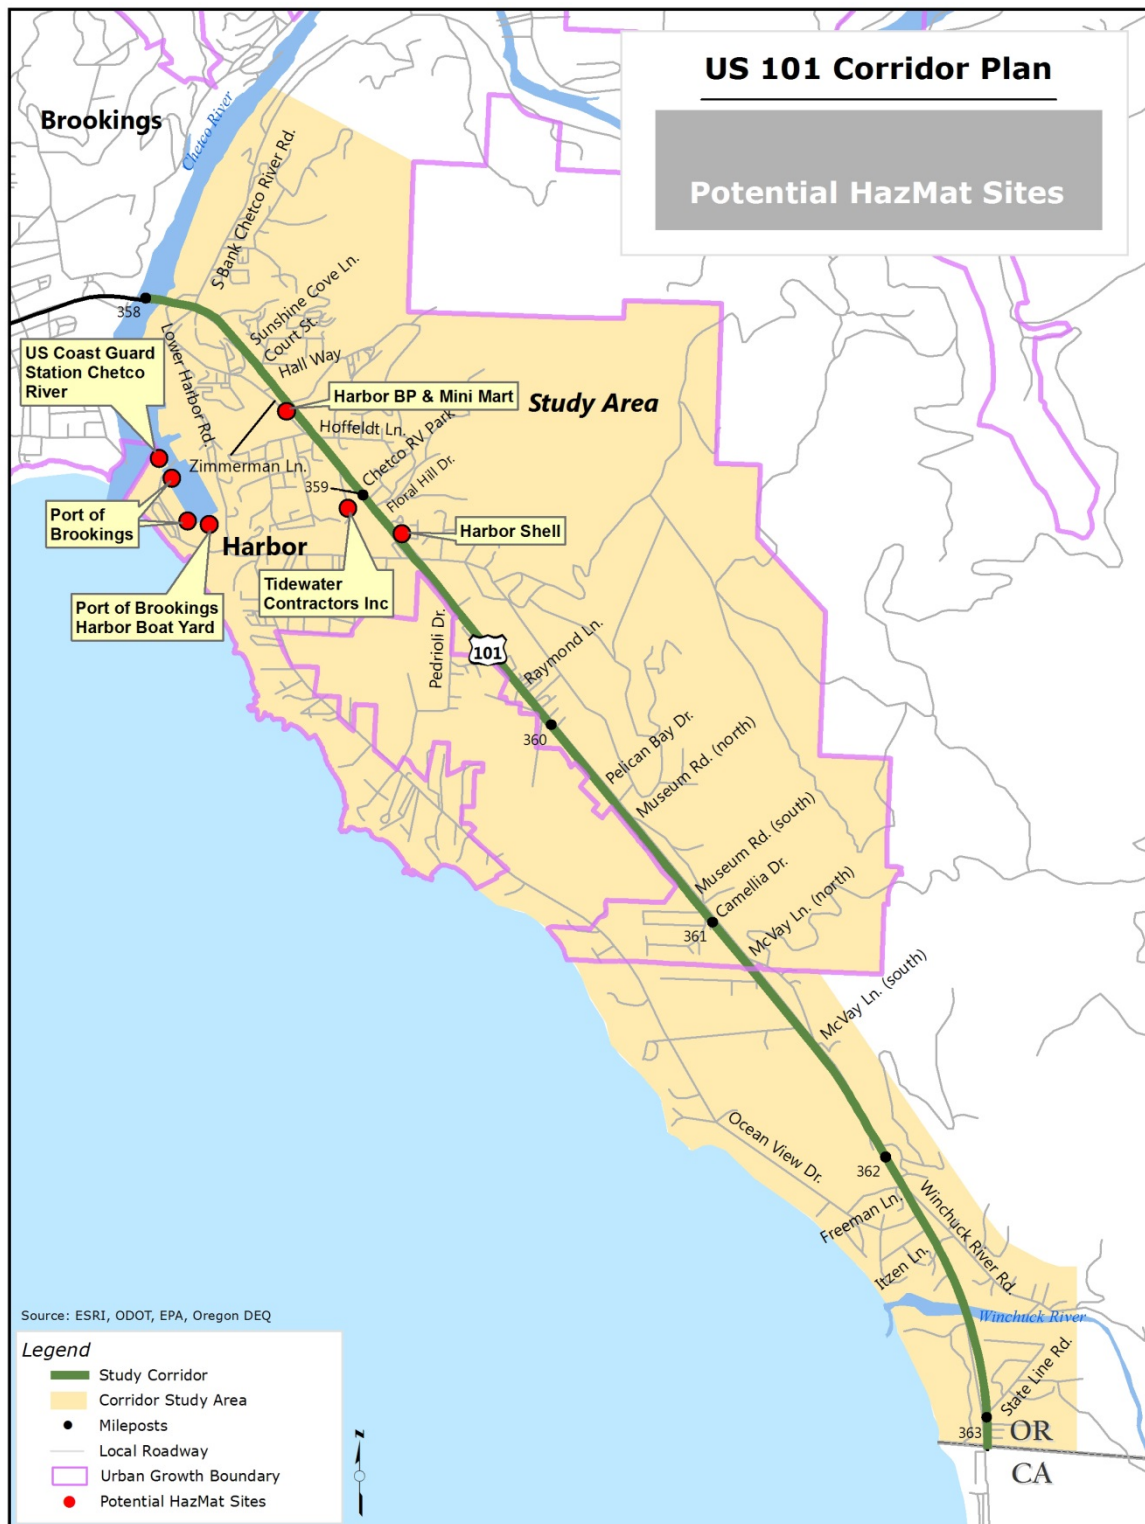 US 101 Corridor Plan
Potential HazMat Sites
Brookings
Chetco River
S Bank Chetco River Rd.
358
Sunshine Cove Ln.
Court St.
Hall Way
Lower Harbor Rd.
US Coast Guard
Station Chetco
River
Harbor BP & Mini Mart
Study Area
Hoffeldt Ln.
Chetco RV Park
Zimmerman Ln.
Floral Hill Dr.
359
Port of
Brookings
Harbor Shell
Harbor
Tidewater
Contractors Inc
Port of Brookings
Harbor Boat Yard
Pedrioli Dr.
101
Raymond Ln.
360
Pelican Bay Dr.
Museum Rd. (north)
Museum Rd. (south)
Camellia Dr.
361
McVay Ln. (north)
McVay Ln. (south)
Ocean View Dr.
362
Freeman Ln.
Winchuck River Rd.
Itzen Ln.
Winchuck River
State Line Rd.
363
OR
CA
Source: ESRI, ODOT, EPA, Oregon DEQ
Legend
Study Corridor
Corridor Study Area
Mileposts
Local Roadway
Urban Growth Boundary
Potential HazMat Sites
z